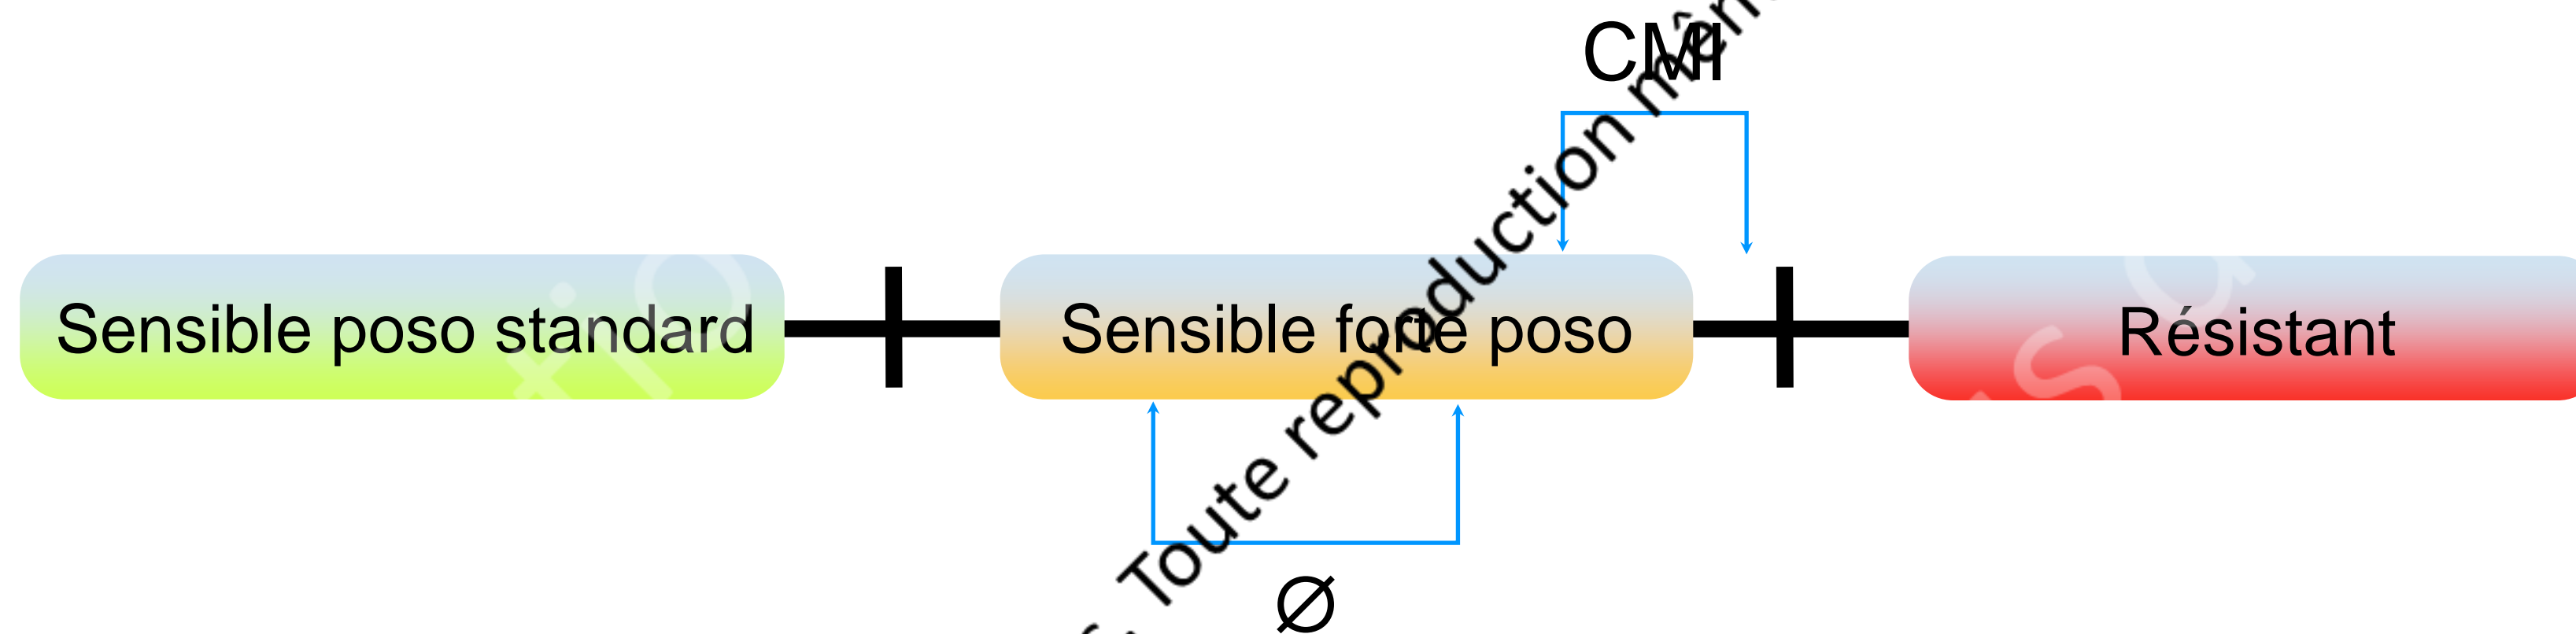 CMI
Sensible poso standard
Sensible forte poso
Résistant
Toute reproduction
∅